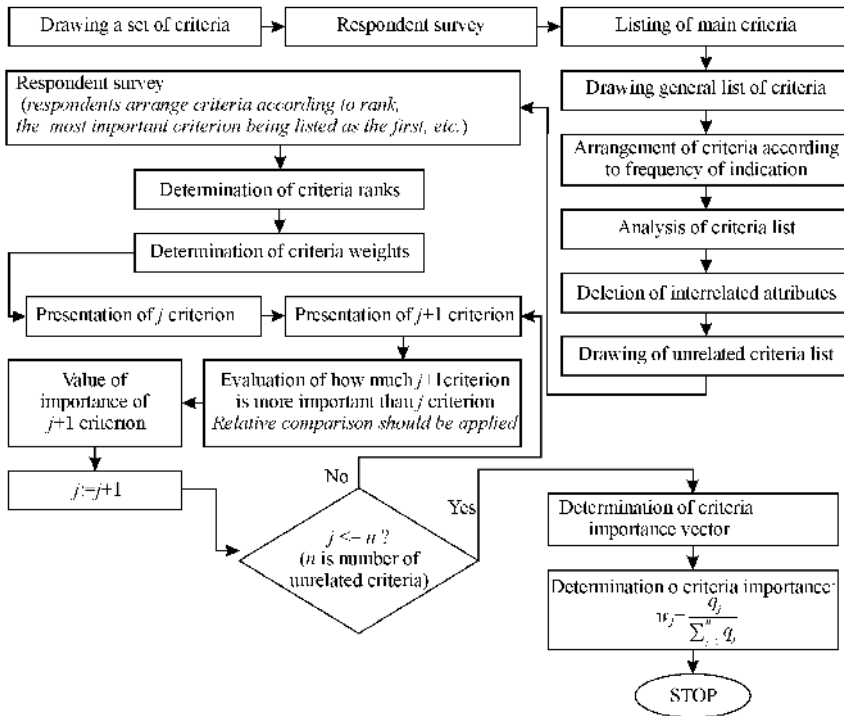 Drawing a set of criteria
Respondent survey
Listing of main criteria
Drawing general list of criteria
Arrangement of criteria according
to frequency of indication
Analysis of criteria list
Deletion of interrelated attributes
Drawing of unrelated criteria list
Respondent survey
(respondents arrange criteria according to rank,
the most important criterion being listed as the first, etc.)
Determination of criteria ranks
Determination of criteria weights
Presentation of j criterion
Presentation of j+1 criterion
Evaluation of how much j+1criterion
is more important than j criterion
Relative comparison should be applied
Value of
importance of
j+1 criterion
j:=j+1
j <= n ?
(n is number of
unrelated criteria)
No
Yes
Determination of criteria
importance vector
Determination o criteria importance:
w_j = q_j / ∑ q_j
STOP